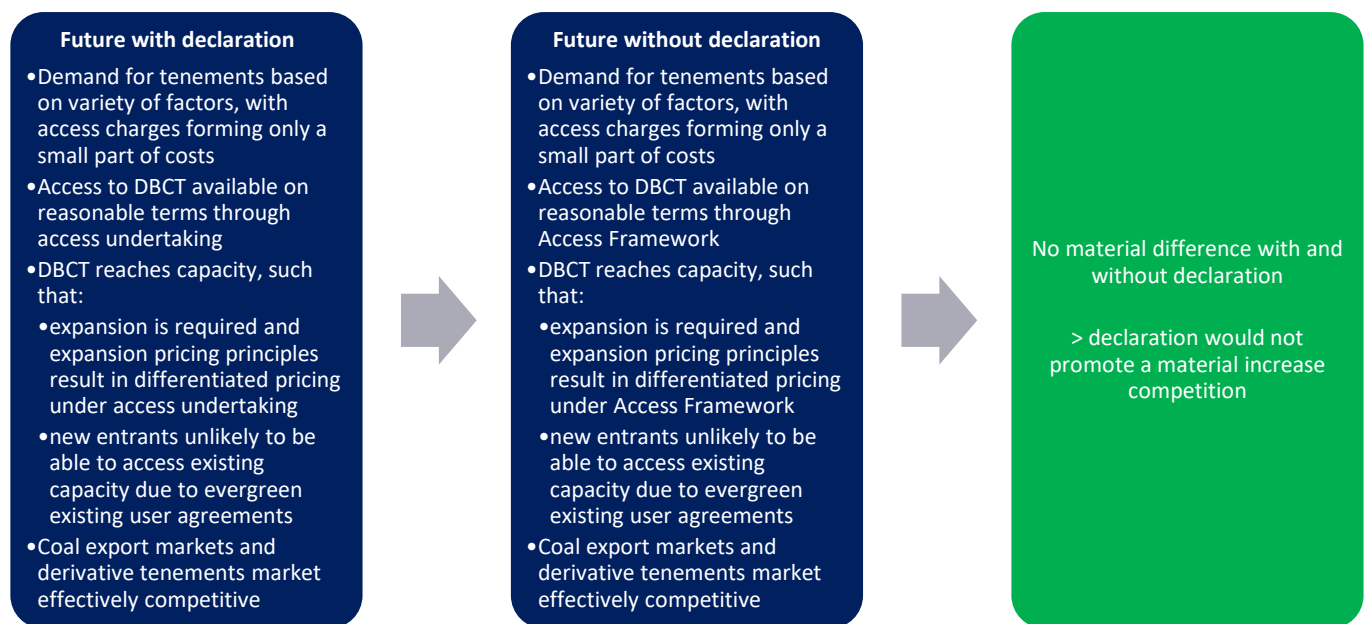 Future with declaration
•Demand for tenements based
on variety of factors, with
access charges forming only a
small part of costs
•Access to DBCT available on
reasonable terms through
access undertaking
•DBCT reaches capacity, such
that:
•expansion is required and
expansion pricing principles
result in differentiated pricing
under access undertaking
•new entrants unlikely to be
able to access existing
capacity due to evergreen
existing user agreements
•Coal export markets and
derivative tenements market
effectively competitive
Future without declaration
•Demand for tenements based
on variety of factors, with
access charges forming only a
small part of costs
•Access to DBCT available on
reasonable terms through
Access Framework
•DBCT reaches capacity, such
that:
•expansion is required and
expansion pricing principles
result in differentiated pricing
under Access Framework
•new entrants unlikely to be
able to access existing
capacity due to evergreen
existing user agreements
•Coal export markets and
derivative tenements market
effectively competitive
No material difference with and
without declaration
> declaration would not
promote a material increase
competition